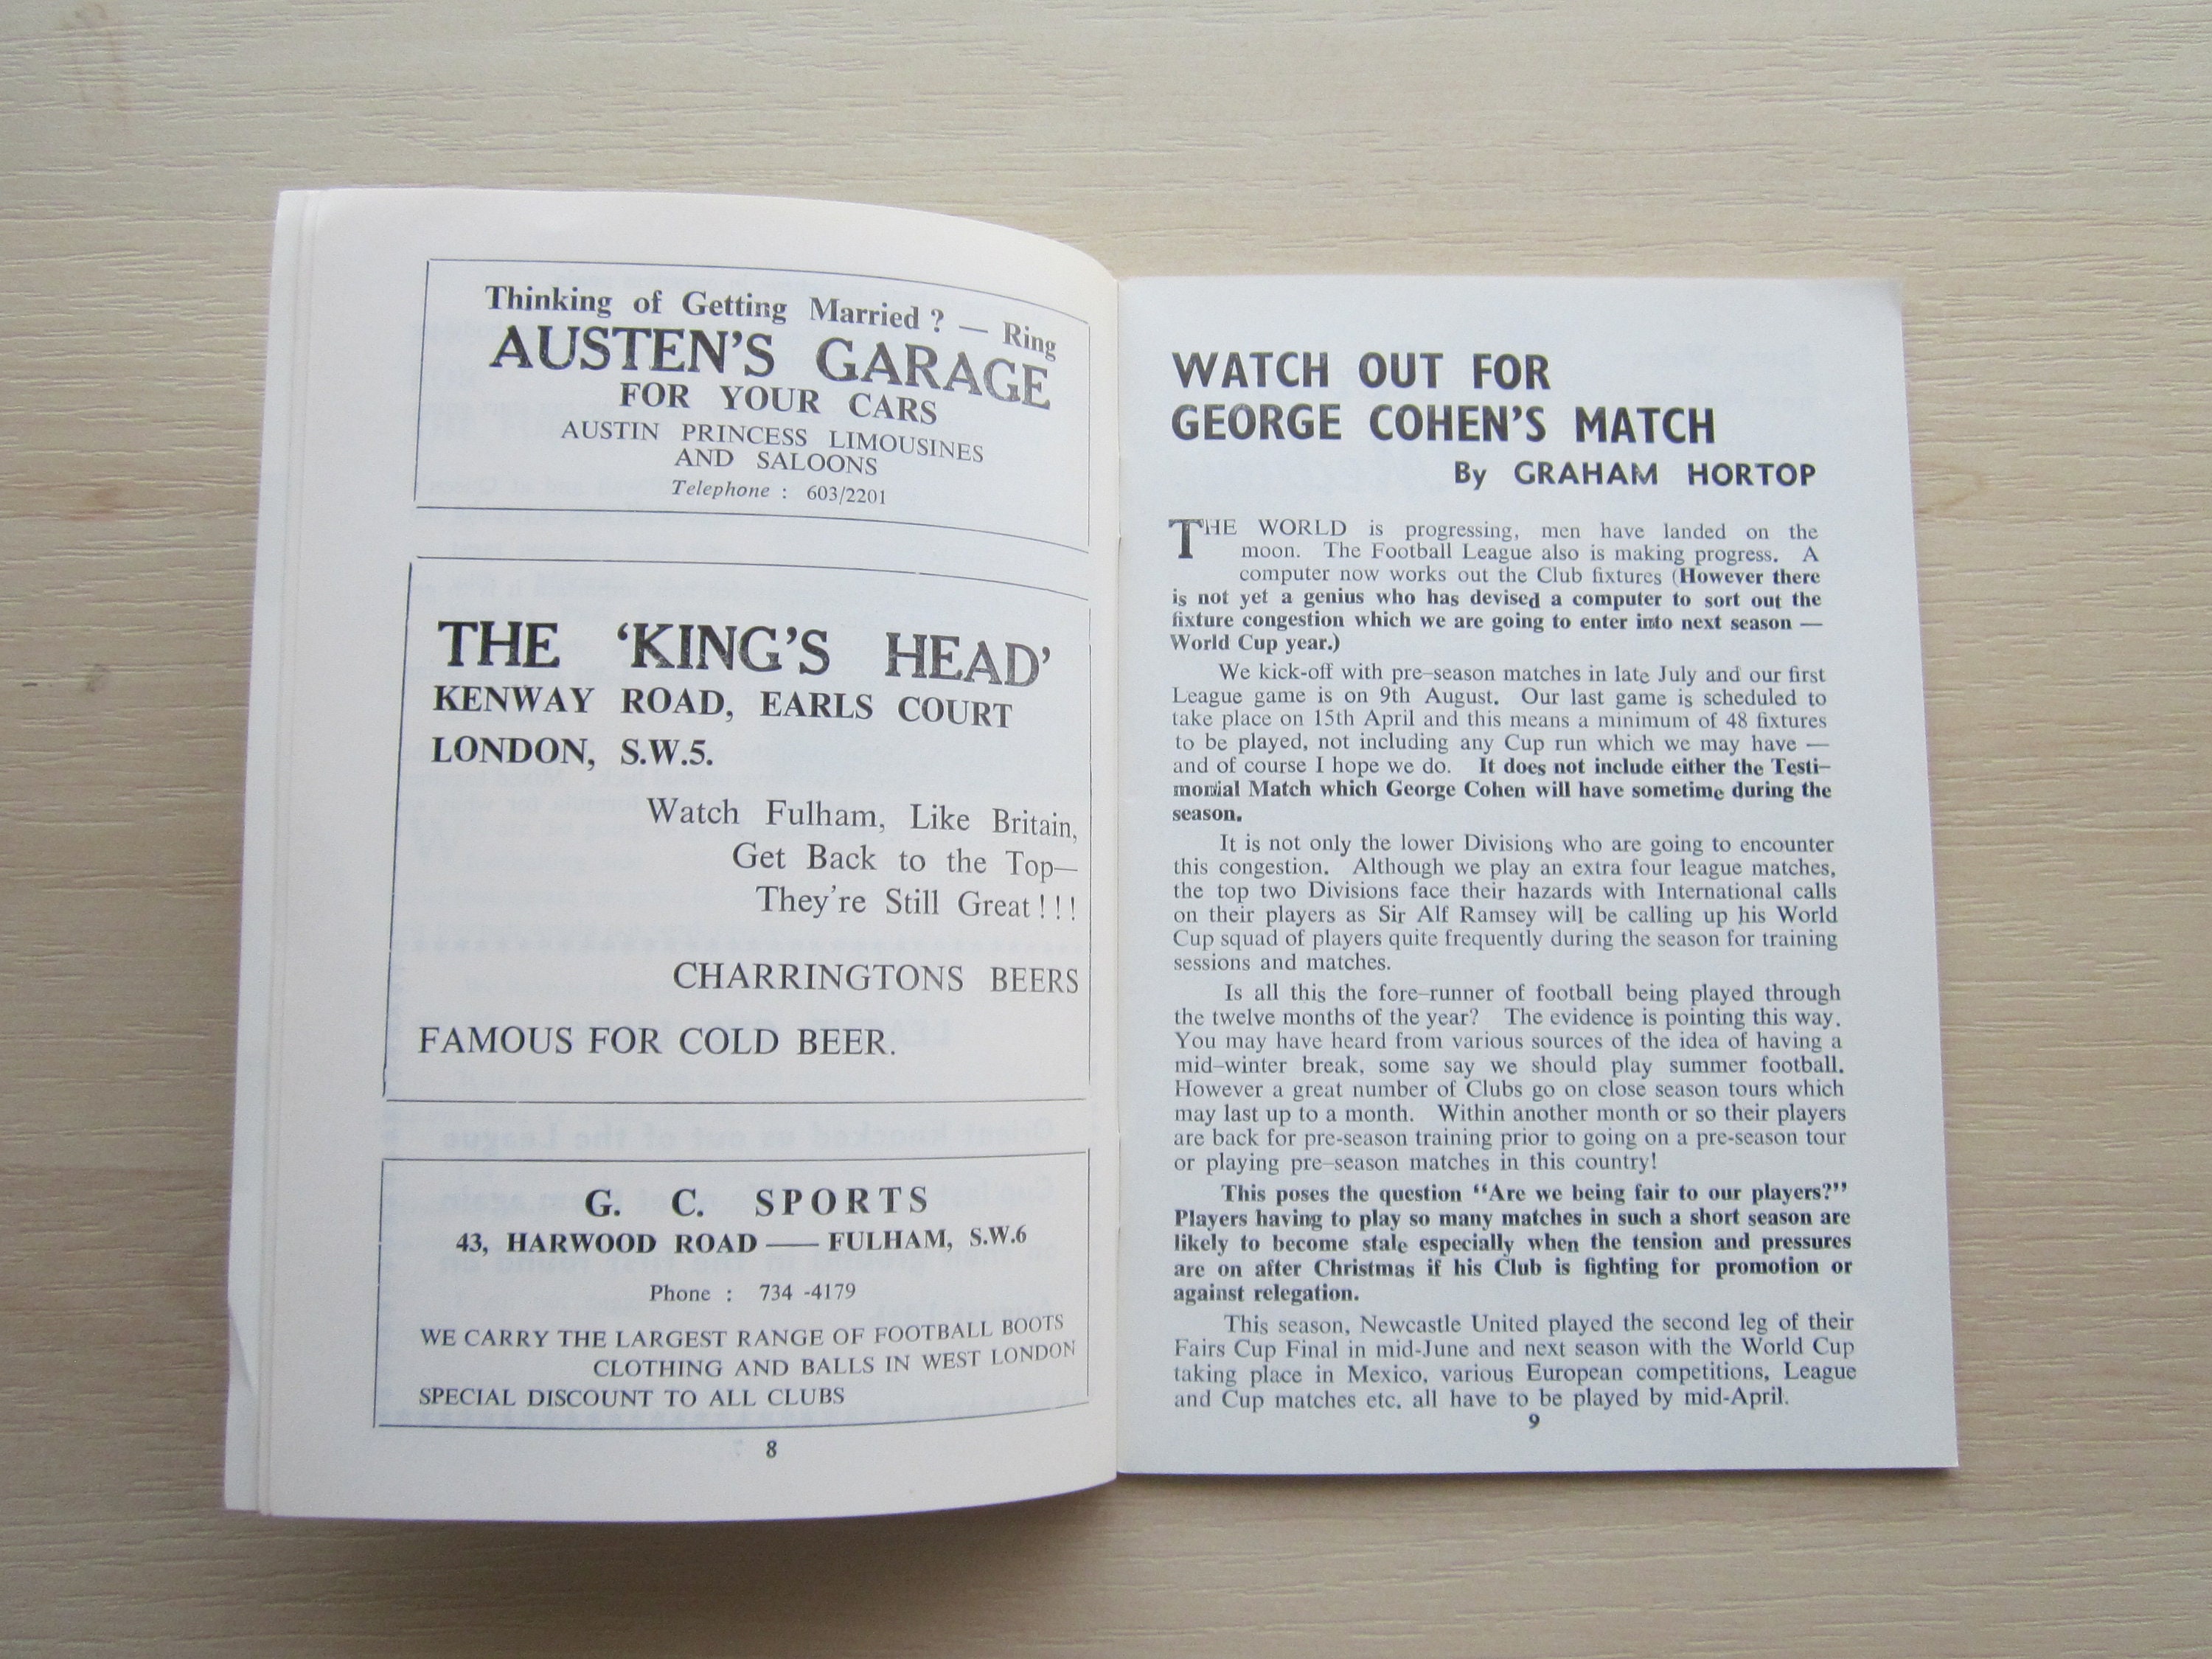 Thinking of Getting Married ? — Ring
AUSTEN'S GARAGE
FOR YOUR CARS
AUSTIN PRINCESS LIMOUSINES
AND SALOONS
Telephone : 603/2201
THE 'KING'S HEAD'
KENWAY ROAD, EARLS COURT
LONDON, S.W.5.
Watch Fulham, Like Britain,
Get Back to the Top—
They're Still Great ! ! !
CHARRINGTONS BEERS
FAMOUS FOR COLD BEER.
G. C. SPORTS
43, HARWOOD ROAD — FULHAM, S.W.6
Phone : 734 -4179
WE CARRY THE LARGEST RANGE OF FOOTBALL BOOTS
CLOTHING AND BALLS IN WEST LONDON
SPECIAL DISCOUNT TO ALL CLUBS
8
WATCH OUT FOR
GEORGE COHEN'S MATCH
By GRAHAM HORTOP
THE WORLD is progressing, men have landed on the
moon. The Football League also is making progress. A
computer now works out the Club fixtures (However there
is not yet a genius who has devised a computer to sort out the
fixture congestion which we are going to enter into next season —
World Cup year.)
We kick-off with pre-season matches in late July and our first
League game is on 9th August. Our last game is scheduled to
take place on 15th April and this means a minimum of 48 fixtures
to be played, not including any Cup run which we may have —
and of course I hope we do. It does not include either the Testi-
monial Match which George Cohen will have sometime during the
season.
It is not only the lower Divisions who are going to encounter
this congestion. Although we play an extra four league matches,
the top two Divisions face their hazards with International calls
on their players as Sir Alf Ramsey will be calling up his World
Cup squad of players quite frequently during the season for training
sessions and matches.
Is all this the fore-runner of football being played through
the twelve months of the year? The evidence is pointing this way.
You may have heard from various sources of the idea of having a
mid-winter break, some say we should play summer football.
However a great number of Clubs go on close season tours which
may last up to a month. Within another month or so their players
are back for pre-season training prior to going on a pre-season tour
or playing pre-season matches in this country!
This poses the question "Are we being fair to our players?"
Players having to play so many matches in such a short season are
likely to become stale especially when the tension and pressures
are on after Christmas if his Club is fighting for promotion or
against relegation.
This season, Newcastle United played the second leg of their
Fairs Cup Final in mid-June and next season with the World Cup
taking place in Mexico, various European competitions, League
and Cup matches etc. all have to be played by mid-April.
9